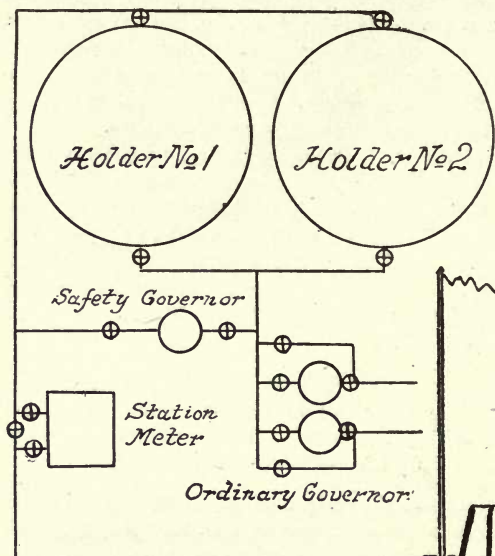 Holder No 1
Holder No 2
Safety Governor
Station
Meter
Ordinary Governor